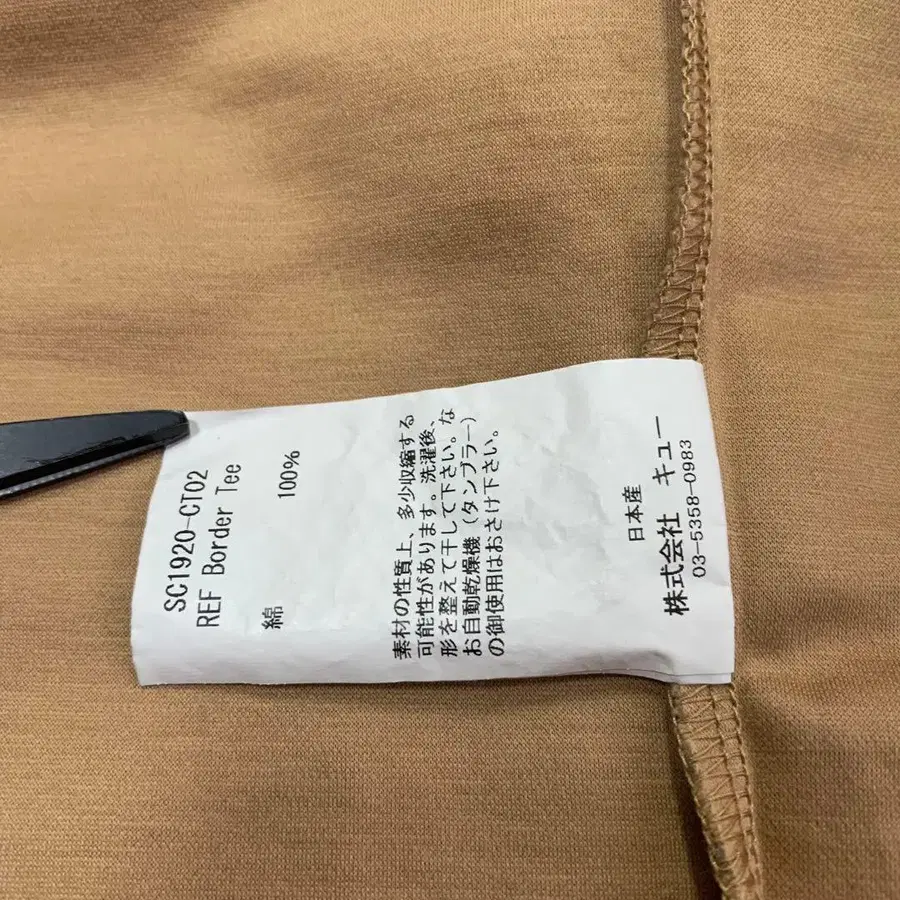 SC1920-CT02
REF Border Tee
綿 100%
素材の性質上、多少収縮する
可能性があります。洗濯後、
形を整えて干して下さい。な
お自動乾燥機（タンブラー）
の御使用はおさけ下さい。
日本産
株式会社 キュー
03-5358-0983